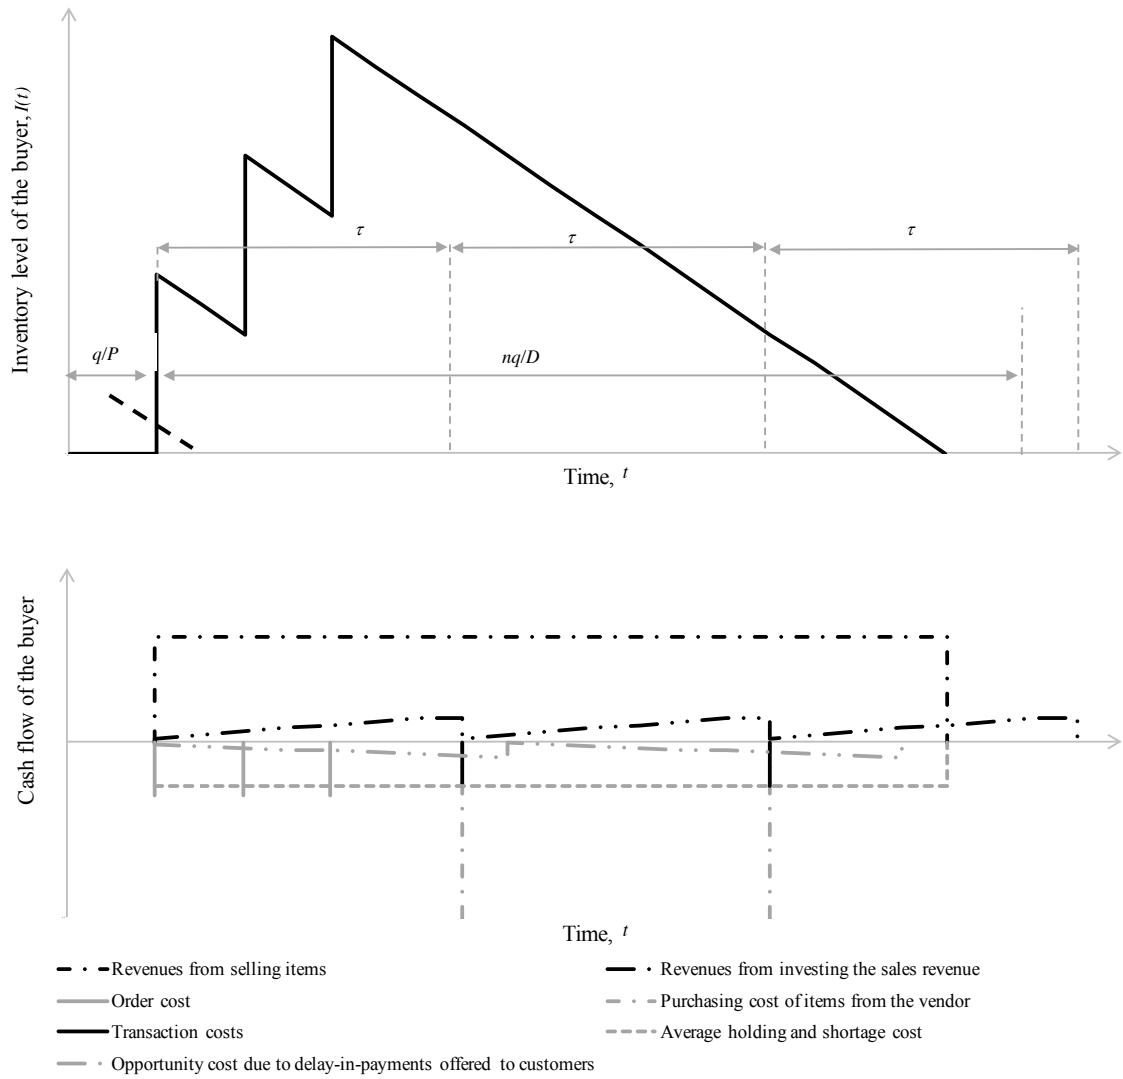 Inventory level of the buyer, I(t)
τ
τ
τ
q/P
nq/D
Time, t
Cash flow of the buyer
Time, t
Revenues from selling items
Revenues from investing the sales revenue
Order cost
Purchasing cost of items from the vendor
Transaction costs
Average holding and shortage cost
Opportunity cost due to delay-in-payments offered to customers